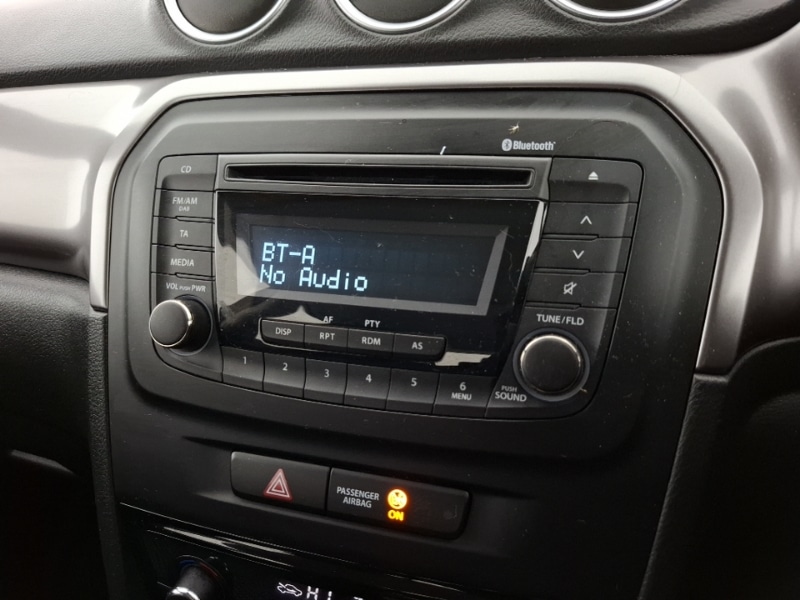 Bluetooth
CD
FM/AM
DAB
TA
MEDIA
VOL PUSH PWR
BT-A
No Audio
AF PTY
DISP RPT RDM AS
1 2 3 4 5 6
MENU
TUNE/FLD
PUSH
SOUND
PASSENGER
AIRBAG
ON
HI